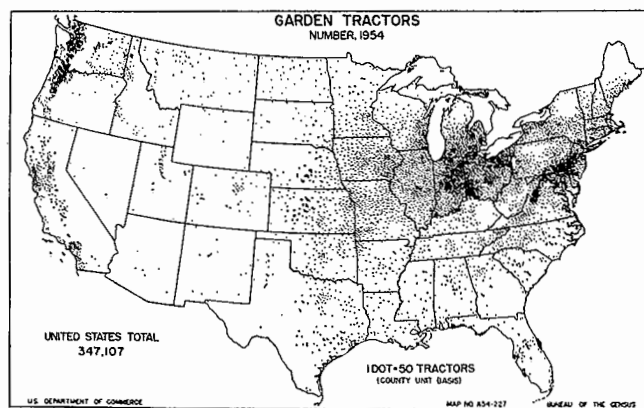 GARDEN TRACTORS
NUMBER, 1954
UNITED STATES TOTAL
347,107
1 DOT=50 TRACTORS
(COUNTY UNIT BASIS)
U.S. DEPARTMENT OF COMMERCE
MAP NO. A54-227
BUREAU OF THE CENSUS